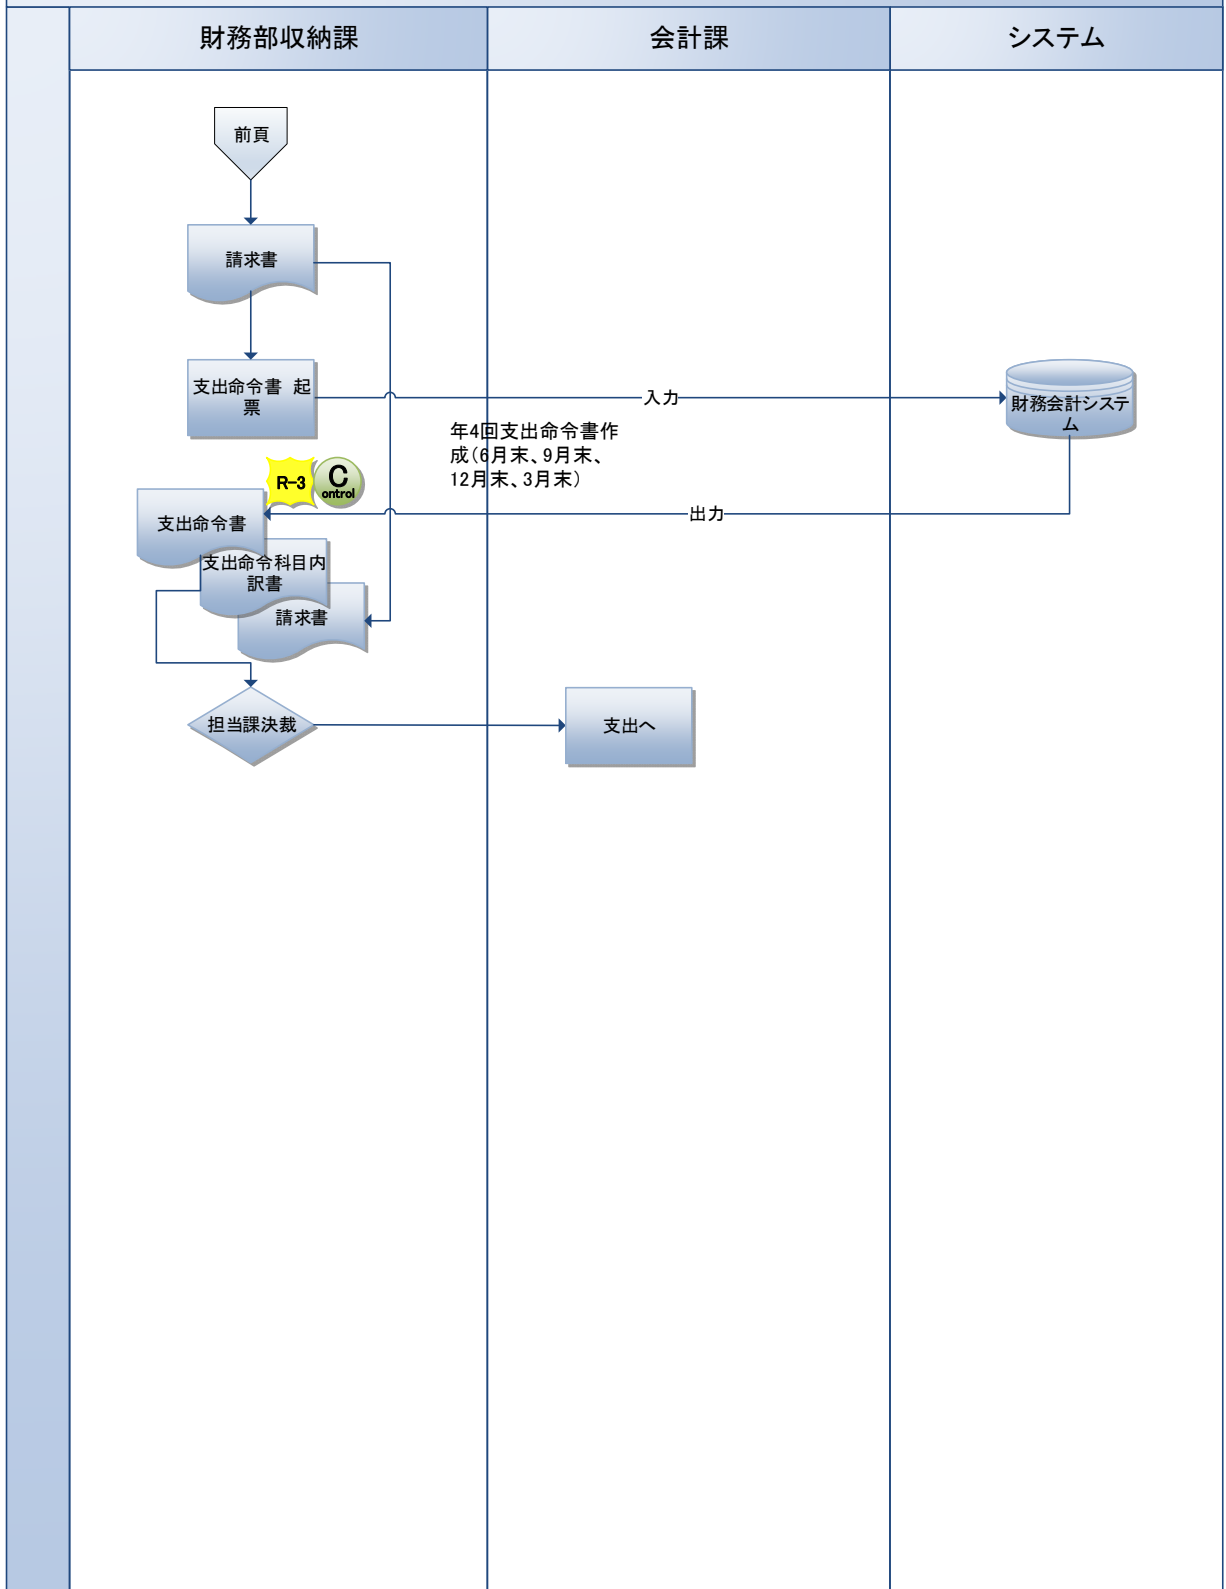 財務部収納課
会計課
システム
前頁
請求書
支出命令書 起
票
入力
財務会計システ
ム
年4回支出命令書作
成(6月末、9月末、
12月末、3月末)
R-3
C
ontrol
支出命令書
出力
支出命令科目内
訳書
請求書
担当課決裁
支出へ